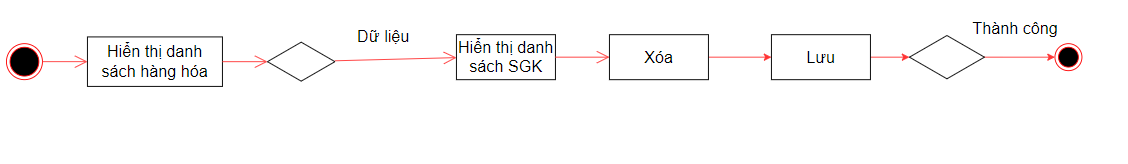 Hiển thị danh
sách hàng hóa
Dữ liệu
Hiển thị danh
sách SGK
Xóa
Lưu
Thành công